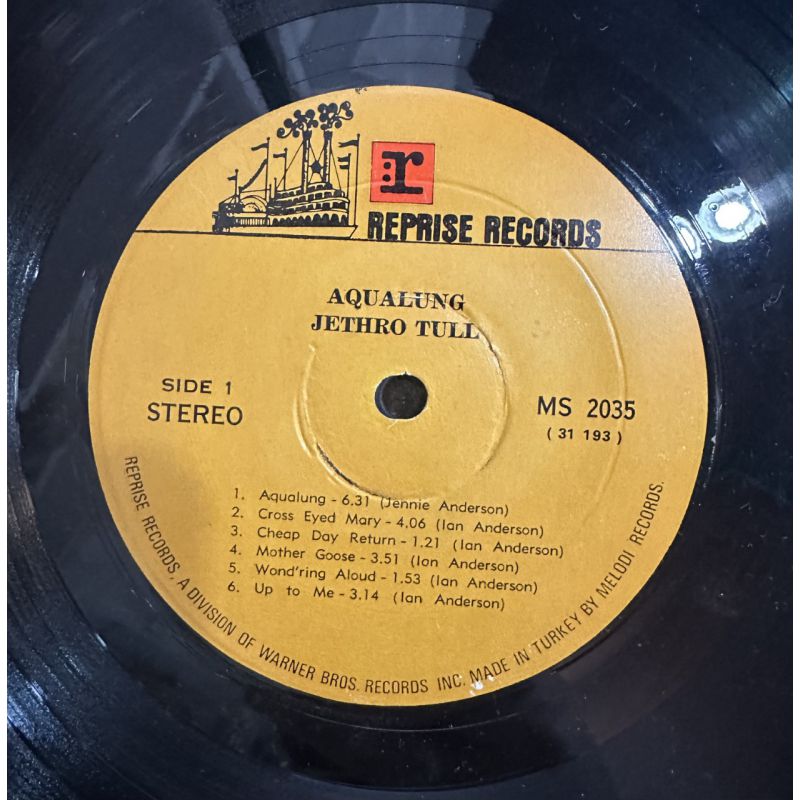 r
REPRISE RECORDS
AQUALUNG
JETHRO TULL
SIDE 1
STEREO
MS 2035
( 31 193 )
1. Aqualung - 6.31 (Jennie Anderson)
2. Cross Eyed Mary - 4.06 (Ian Anderson)
3. Cheap Day Return - 1.21 (Ian Anderson)
4. Mother Goose - 3.51 (Ian Anderson)
5. Wond'ring Aloud - 1.53 (Ian Anderson)
6. Up to Me - 3.14 (Ian Anderson)
REPRISE RECORDS, A DIVISION OF WARNER BROS. RECORDS INC. MADE IN TURKEY BY MELODI RECORDS.